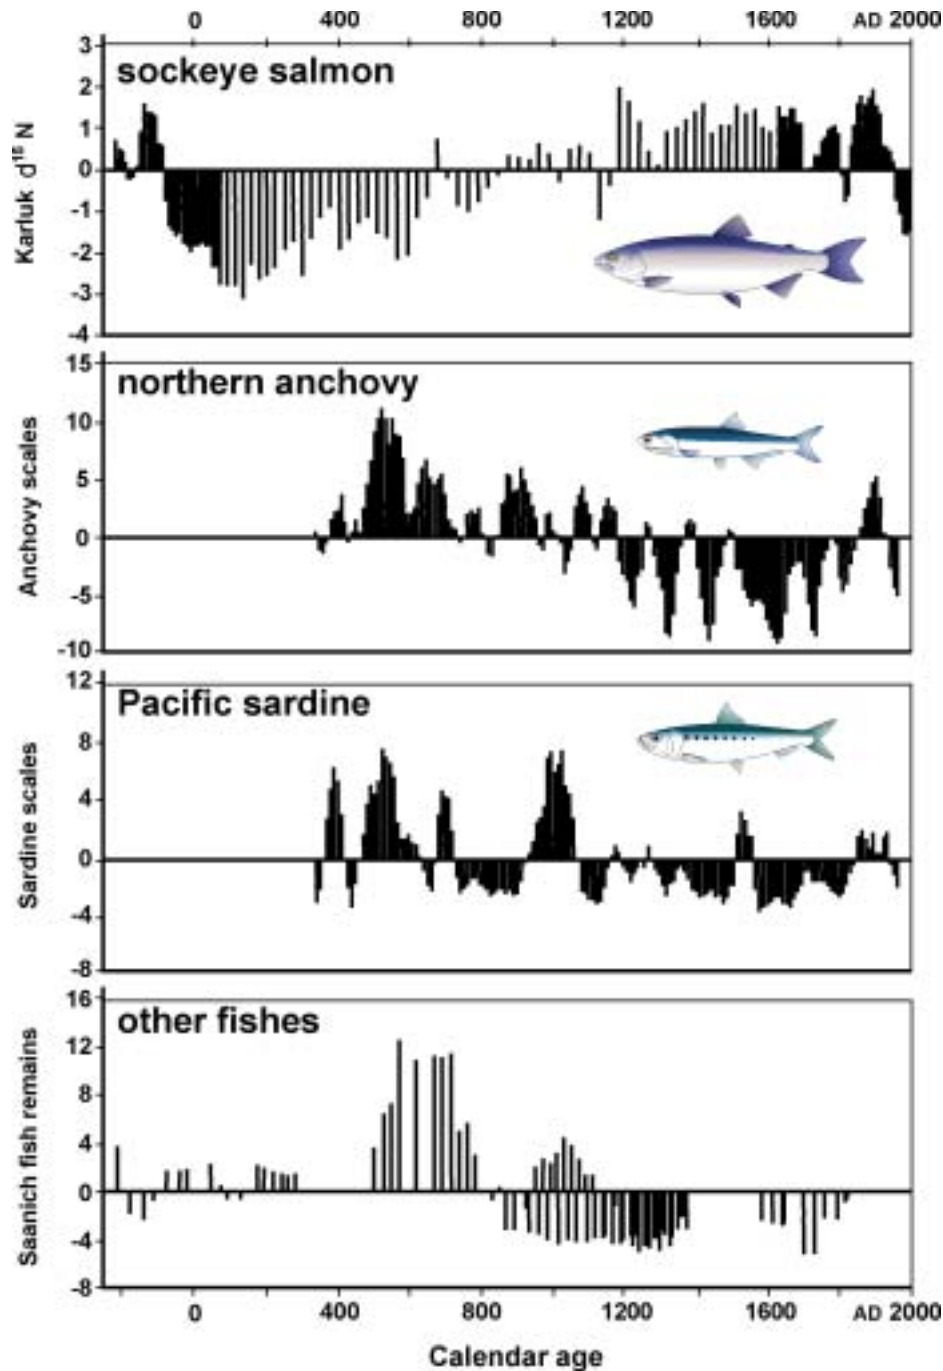 0 400 800 1200 1600 AD 2000
sockeye salmon
Karluk d15 N
3
2
1
0
-1
-2
-3
-4
northern anchovy
Anchovy scales
15
10
5
0
-5
-10
Pacific sardine
Sardine scales
12
8
4
0
-4
-8
other fishes
Saanich fish remains
16
12
8
4
0
-4
-8
0 400 800 1200 1600 AD 2000
Calendar age